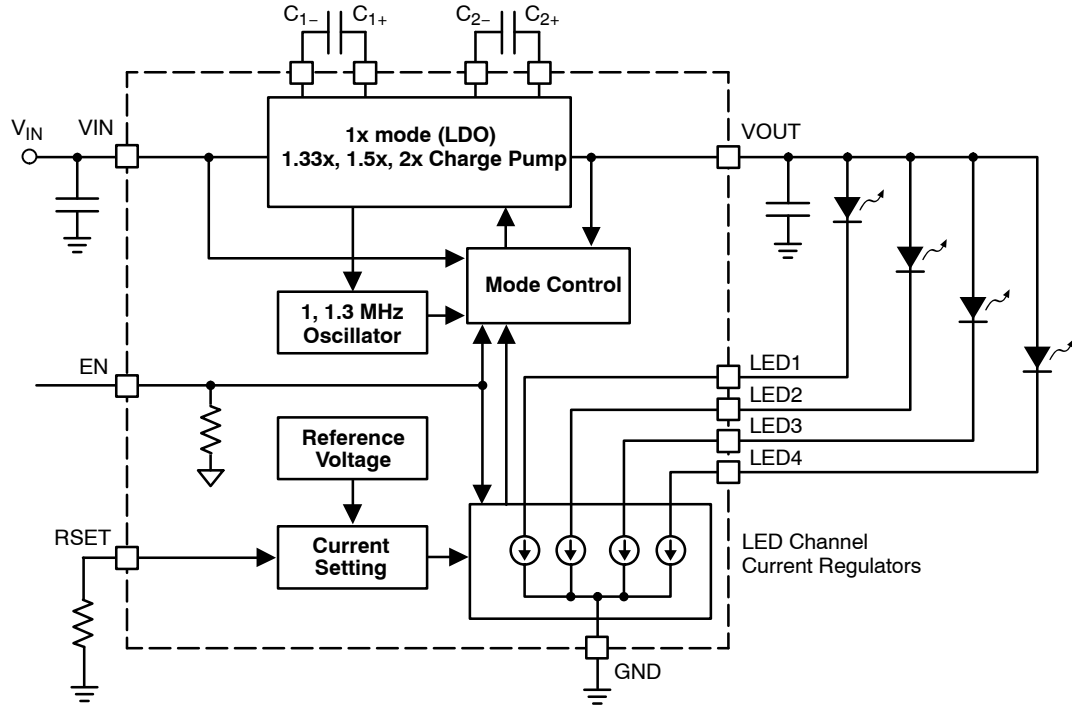 C1− C1+ C2− C2+
VIN VIN
1x mode (LDO)
1.33x, 1.5x, 2x Charge Pump
VOUT
Mode Control
1, 1.3 MHz
Oscillator
EN
LED1
LED2
LED3
LED4
Reference
Voltage
RSET
Current
Setting
LED Channel
Current Regulators
GND